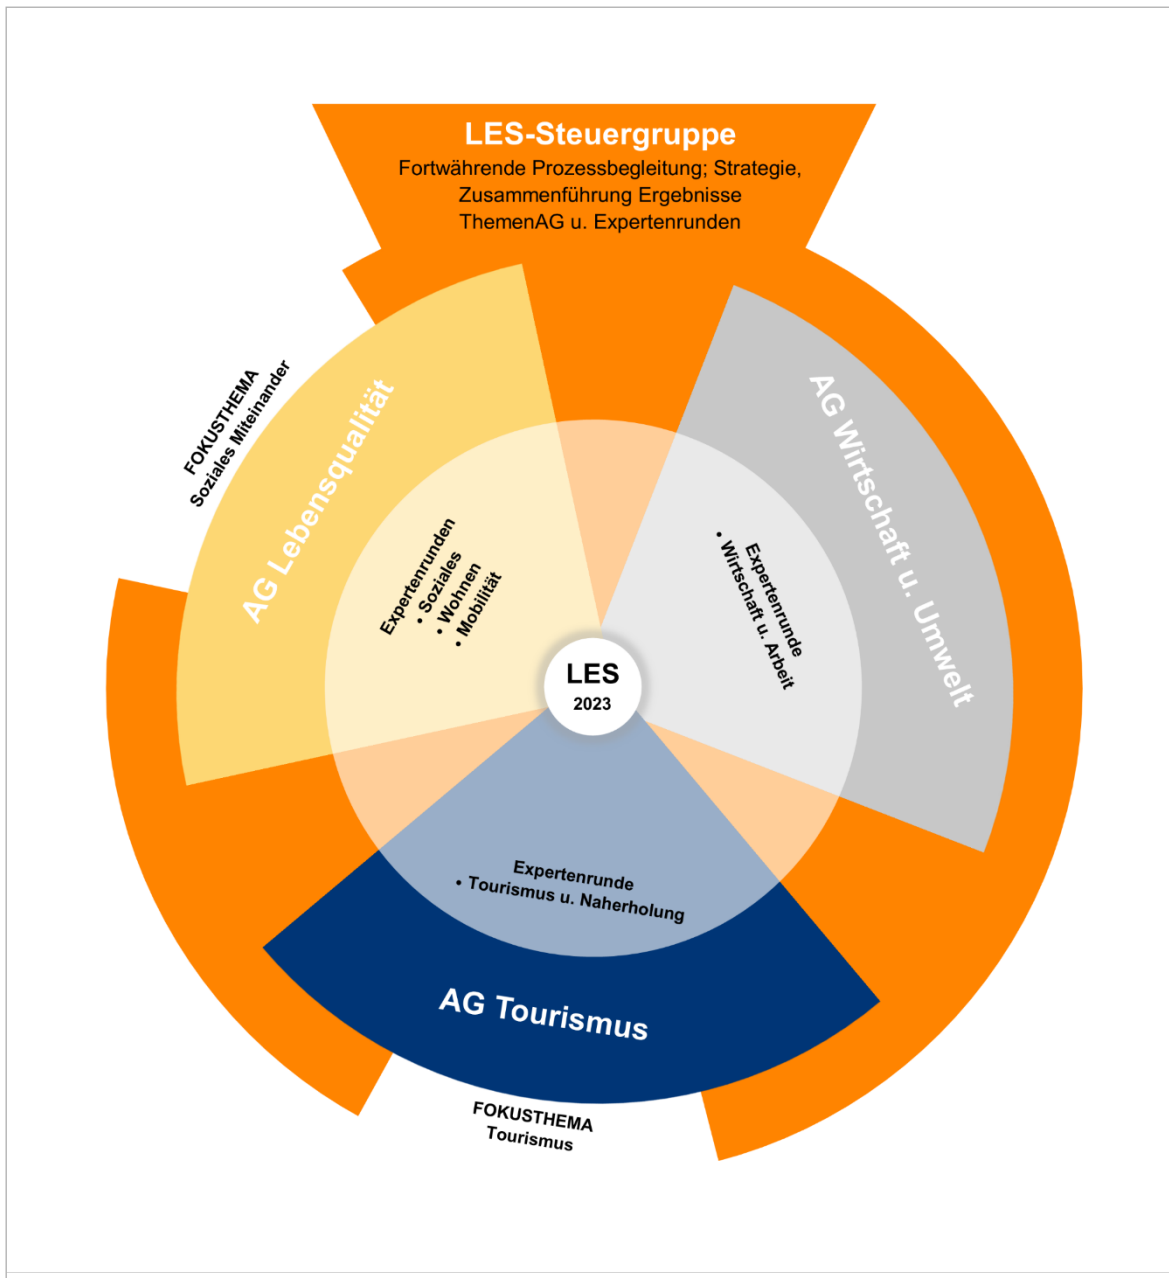 LES-Steuergruppe
Fortwährende Prozessbegleitung; Strategie,
Zusammenführung Ergebnisse
ThemenAG u. Expertenrunden
FOKUSTHEMA
Soziales Miteinander
AG Lebensqualität
Expertenrunden
• Soziales
• Wohnen
• Mobilität
AG Wirtschaft u. Umwelt
Expertenrunde
• Wirtschaft u. Arbeit
LES
2023
Expertenrunde
• Tourismus u. Naherholung
AG Tourismus
FOKUSTHEMA
Tourismus